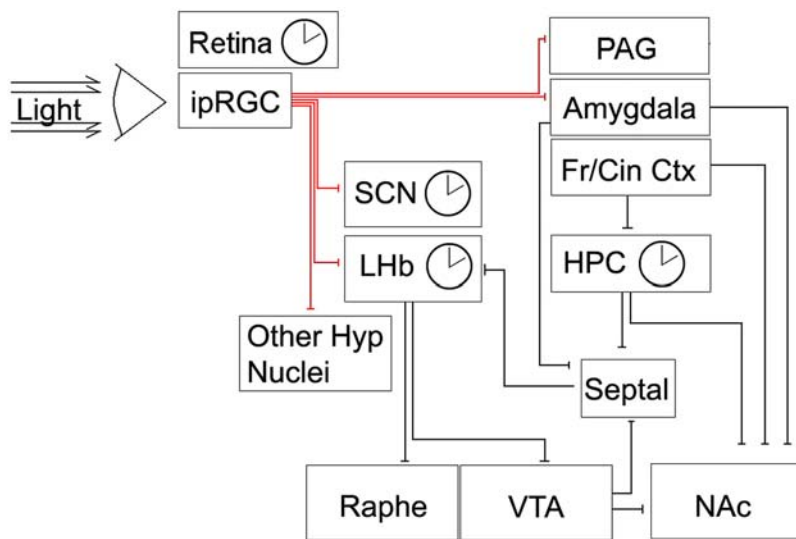 Retina
PAG
Light
ipRGC
Amygdala
Fr/Cin Ctx
SCN
LHb
HPC
Other Hyp
Nuclei
Septal
Raphe
VTA
NAc